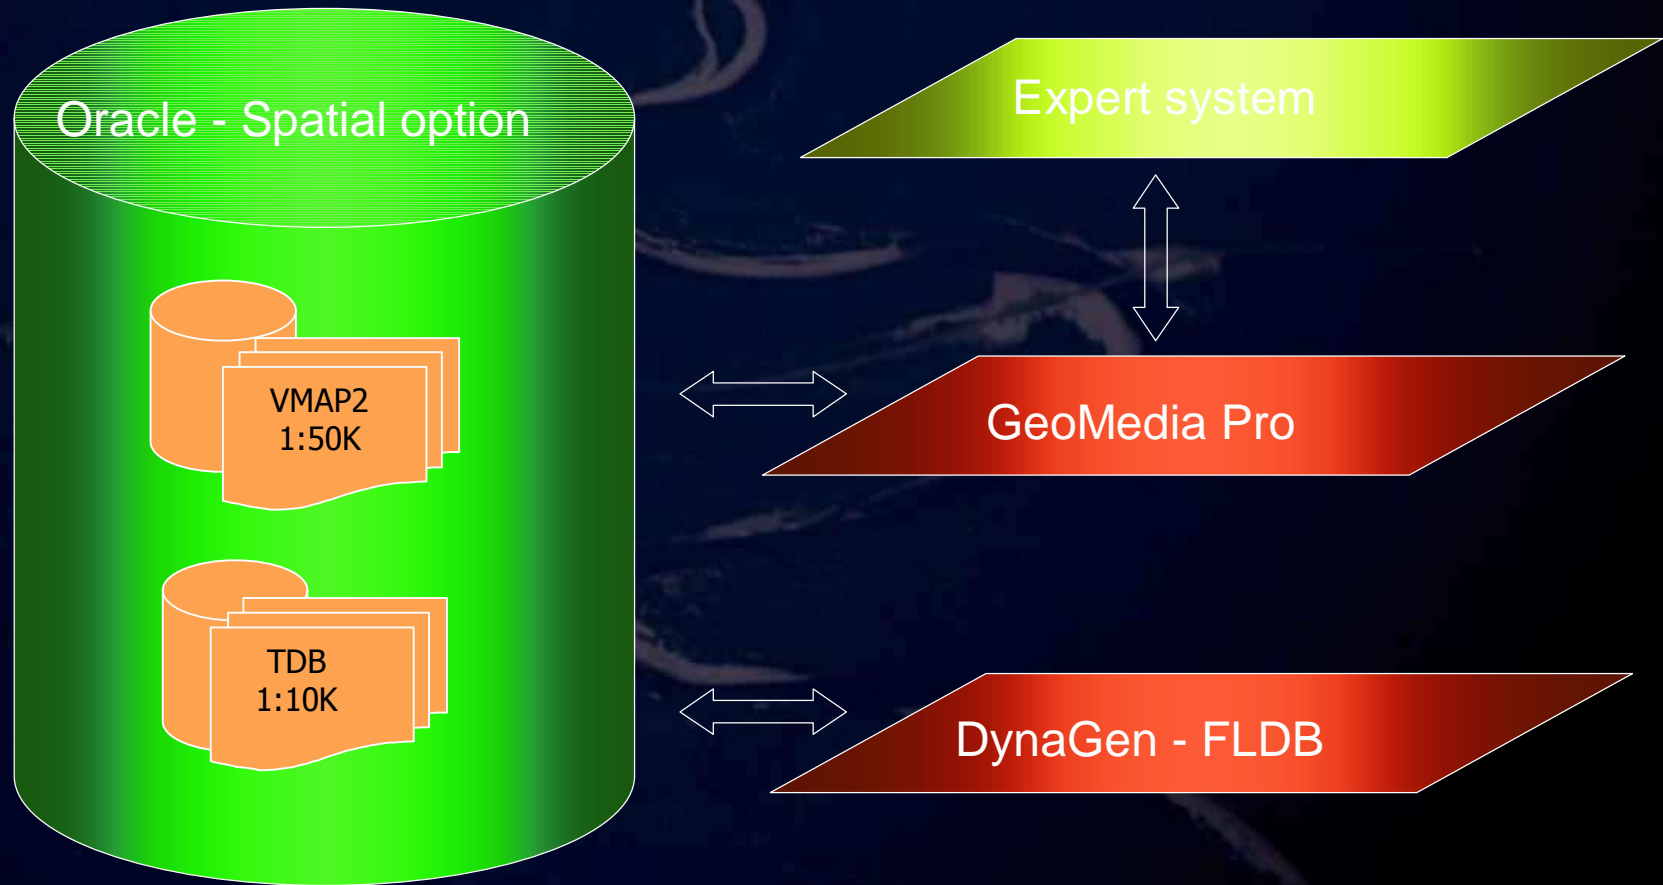 Oracle - Spatial option
VMAP2
1:50K
TDB
1:10K
Expert system
GeoMedia Pro
DynaGen - FLDB